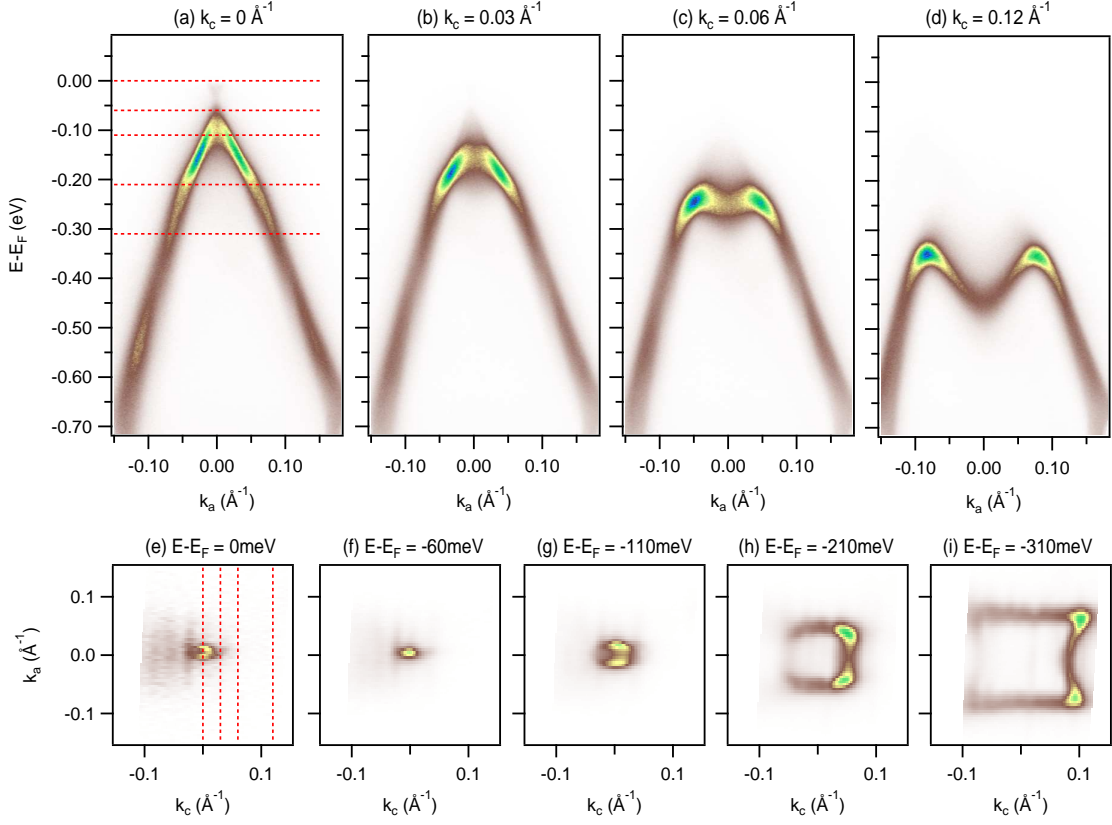 (a) k_c = 0 Å⁻¹
(b) k_c = 0.03 Å⁻¹
(c) k_c = 0.06 Å⁻¹
(d) k_c = 0.12 Å⁻¹
E-E_F (eV)
0.00
-0.10
-0.20
-0.30
-0.40
-0.50
-0.60
-0.70
-0.10 0.00 0.10
-0.10 0.00 0.10
-0.10 0.00 0.10
-0.10 0.00 0.10
k_a (Å⁻¹)
k_a (Å⁻¹)
k_a (Å⁻¹)
k_a (Å⁻¹)
(e) E-E_F = 0meV
(f) E-E_F = -60meV
(g) E-E_F = -110meV
(h) E-E_F = -210meV
(i) E-E_F = -310meV
k_a (Å⁻¹)
0.1
0.0
-0.1
-0.1 0.1
-0.1 0.1
-0.1 0.1
-0.1 0.1
-0.1 0.1
k_c (Å⁻¹)
k_c (Å⁻¹)
k_c (Å⁻¹)
k_c (Å⁻¹)
k_c (Å⁻¹)